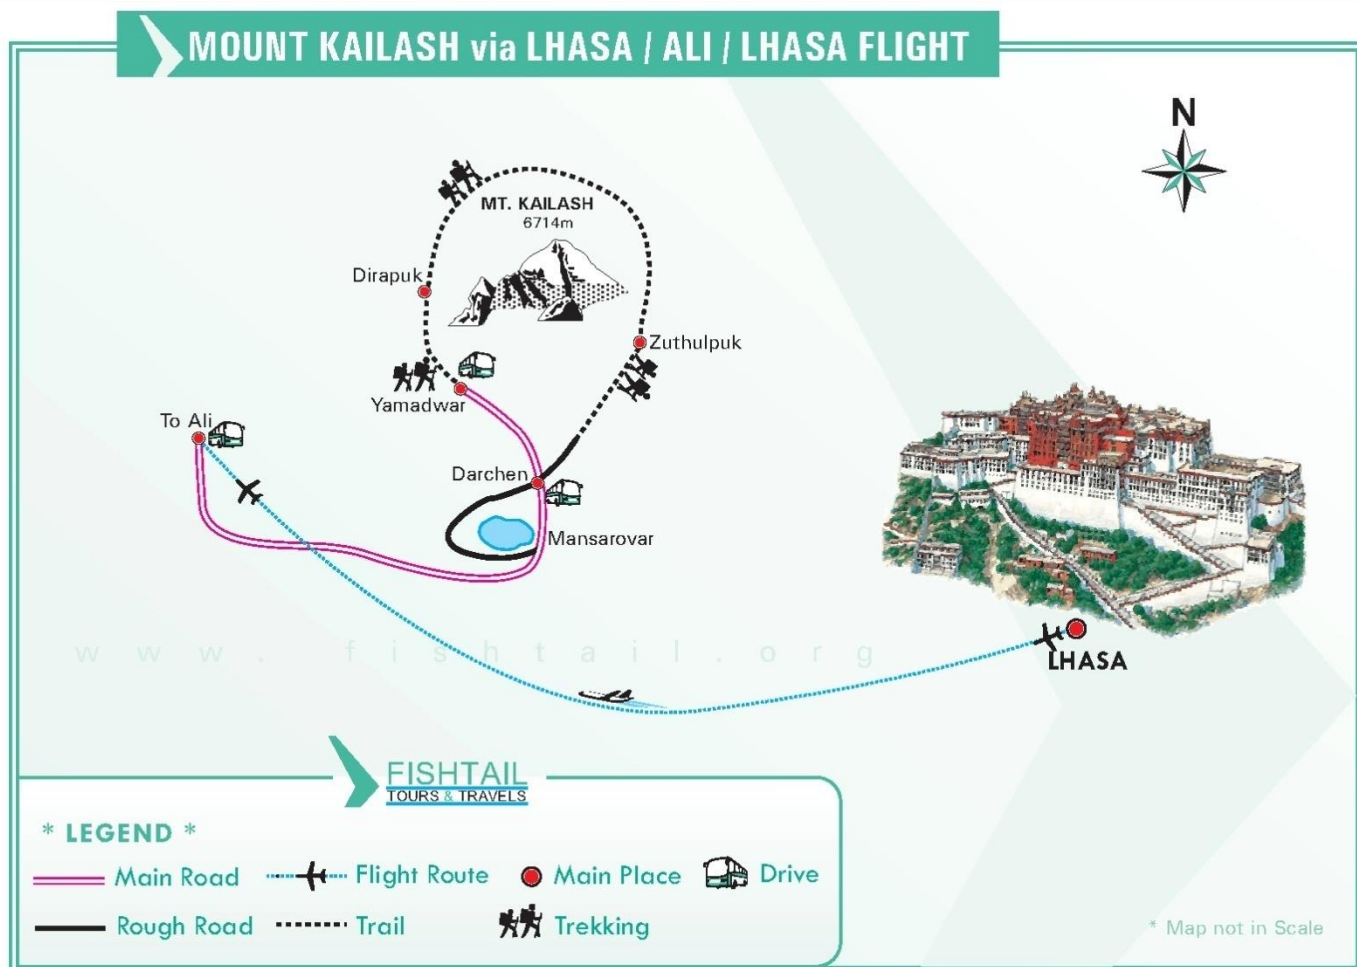 MOUNT KAILASH via LHASA / ALI / LHASA FLIGHT
N
MT. KAILASH
6714m
Dirapuk
Zuthulpuk
Yamadwar
To Ali
Darchen
Mansarovar
www.fishtail.org
LHASA
FISHTAIL
TOURS & TRAVELS
* LEGEND *
Main Road
Flight Route
Main Place
Drive
Rough Road
Trail
Trekking
* Map not in Scale